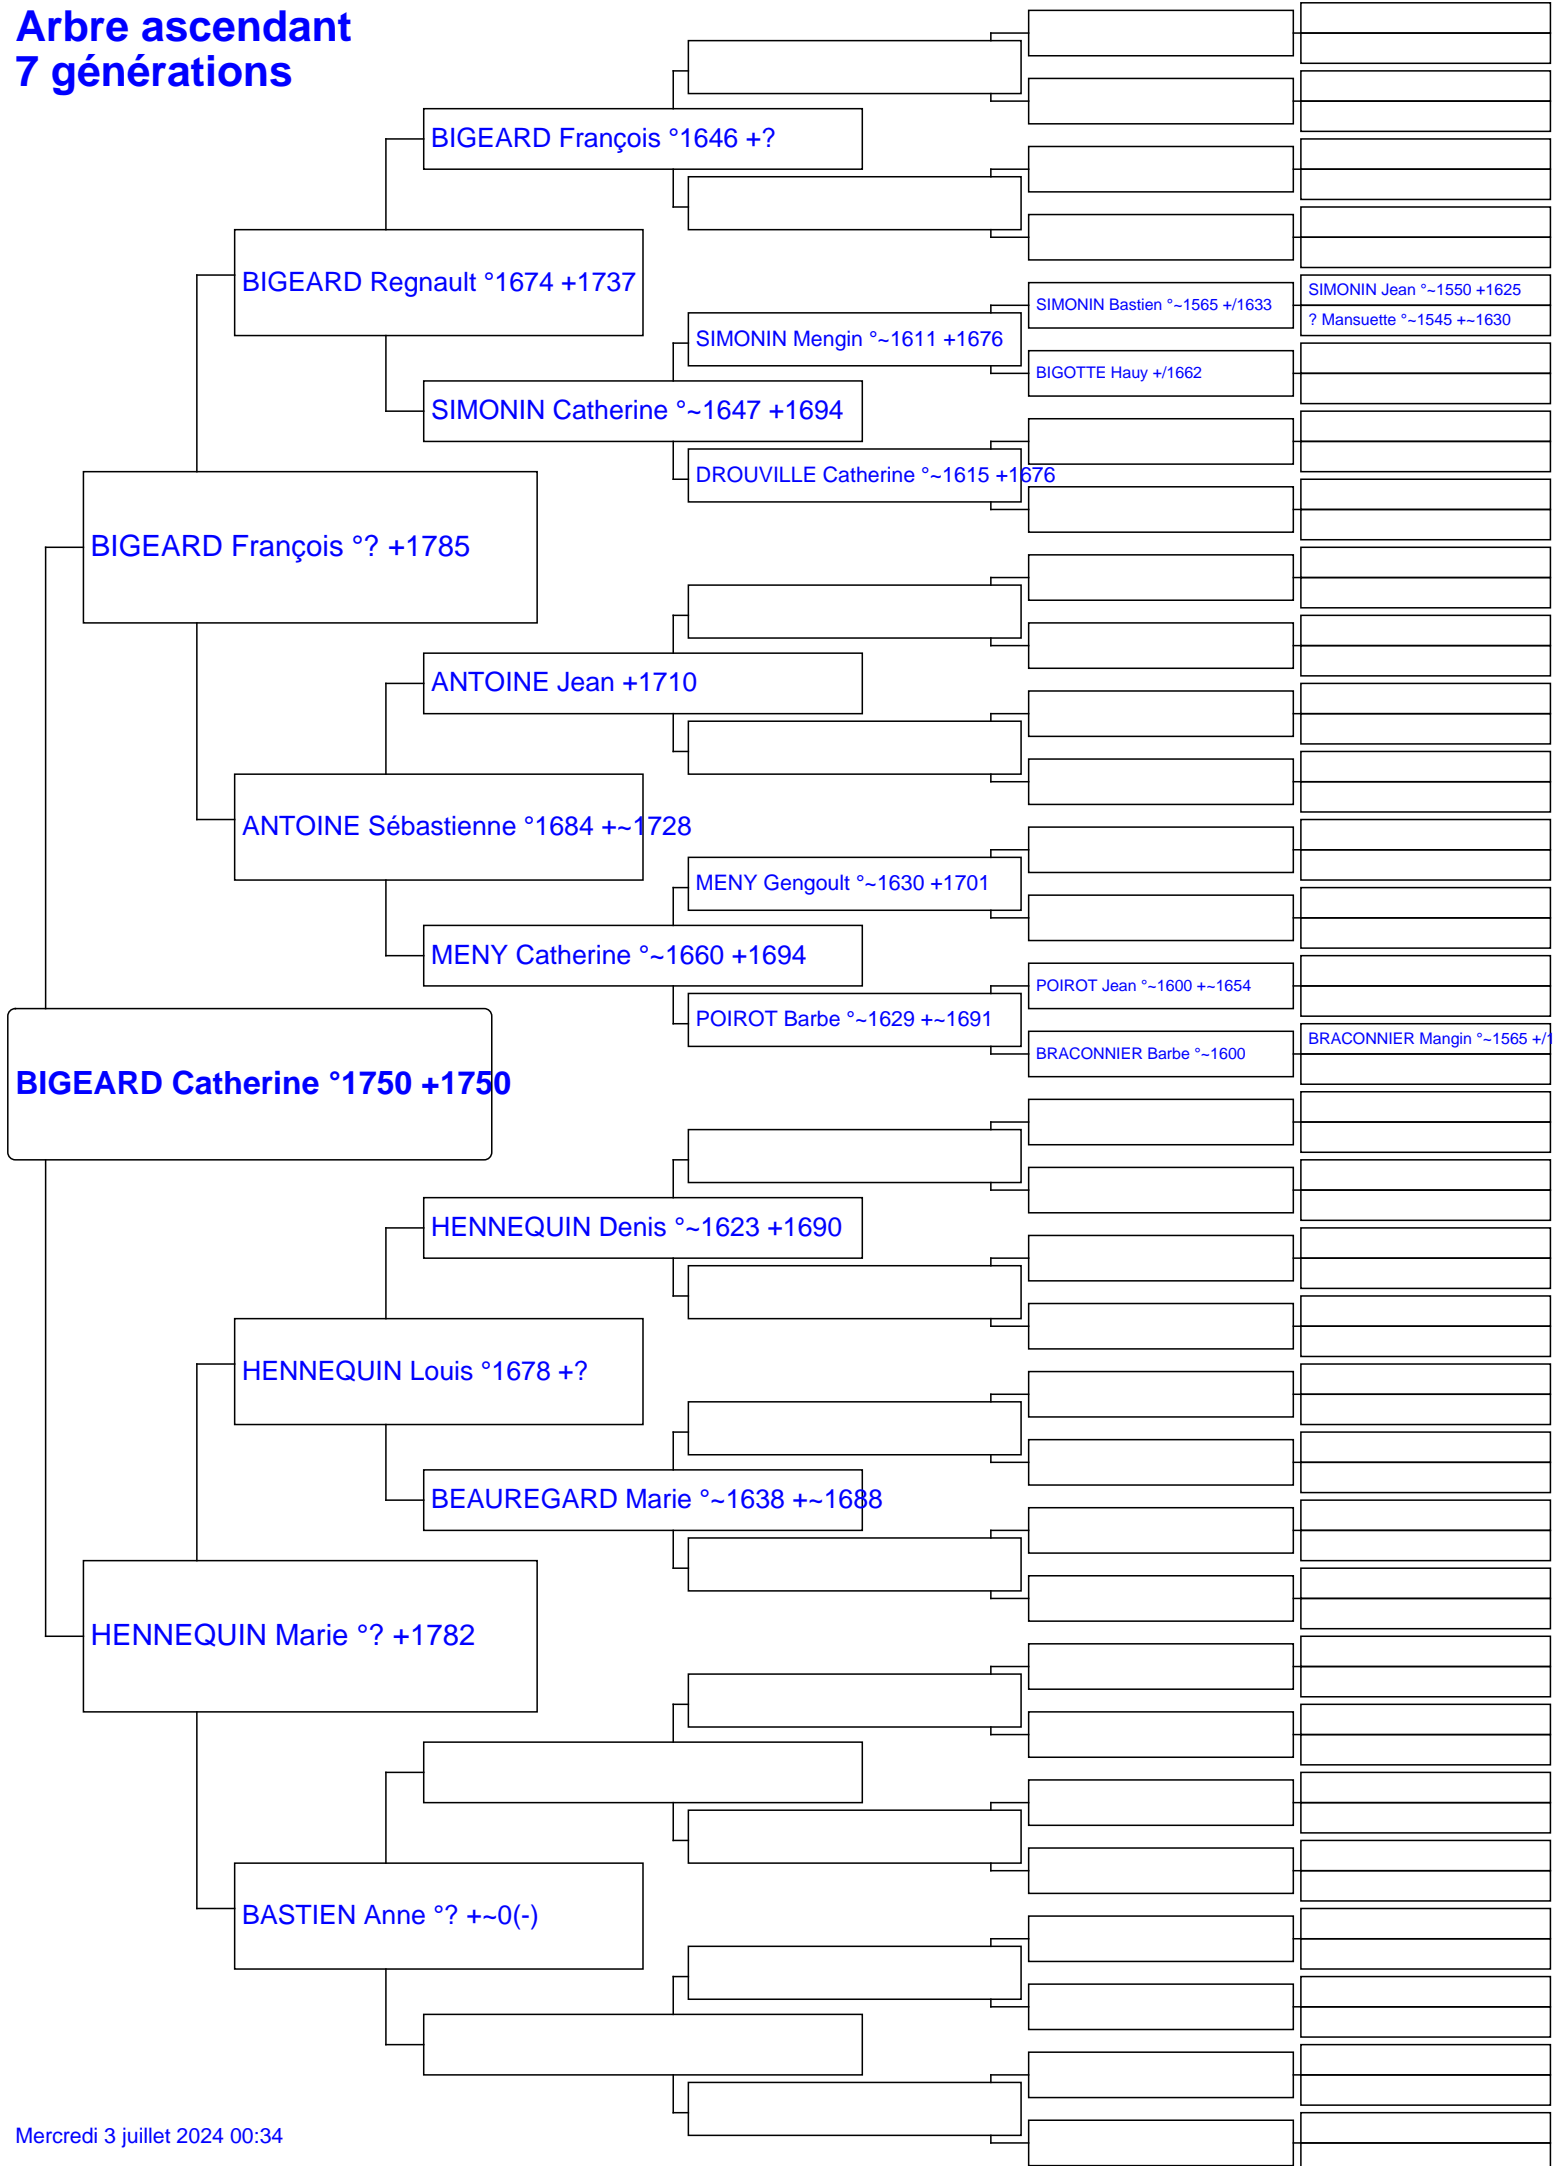 Arbre ascendant
7 générations
BIGEARD François °1646 +?
BIGEARD Regnault °1674 +1737
SIMONIN Jean °~1550 +1625
SIMONIN Bastien °~1565 +/1633
? Mansuette °~1545 +~1630
SIMONIN Mengin °~1611 +1676
BIGOTTE Hauy +/1662
SIMONIN Catherine °~1647 +1694
DROUVILLE Catherine °~1615 +1676
BIGEARD François °? +1785
ANTOINE Jean +1710
ANTOINE Sébastienne °1684 +~1728
MENY Gengoult °~1630 +1701
MENY Catherine °~1660 +1694
POIROT Jean °~1600 +~1654
POIROT Barbe °~1629 +~1691
BRACONNIER Mangin °~1565 +/1
BRACONNIER Barbe °~1600
BIGEARD Catherine °1750 +1750
HENNEQUIN Denis °~1623 +1690
HENNEQUIN Louis °1678 +?
BEAUREGARD Marie °~1638 +~1688
HENNEQUIN Marie °? +1782
BASTIEN Anne °? +~0(-)
Mercredi 3 juillet 2024 00:34